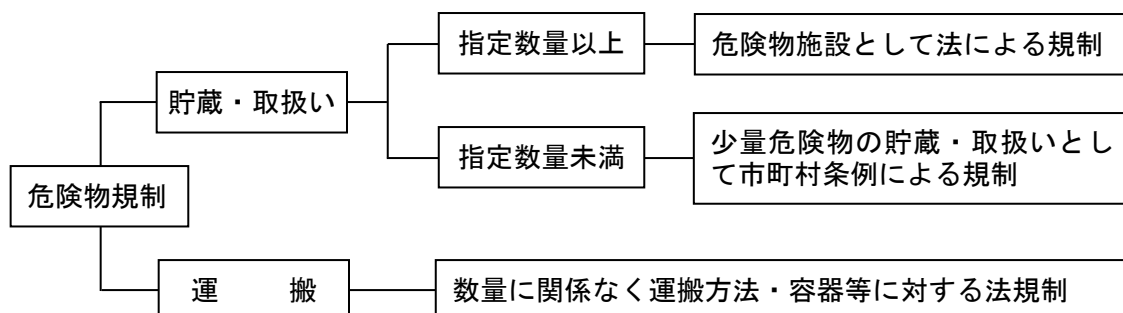 指定数量以上
危険物施設として法による規制
貯蔵・取扱い
指定数量未満
少量危険物の貯蔵・取扱いとし
て市町村条例による規制
危険物規制
運　　搬
数量に関係なく運搬方法・容器等に対する法規制